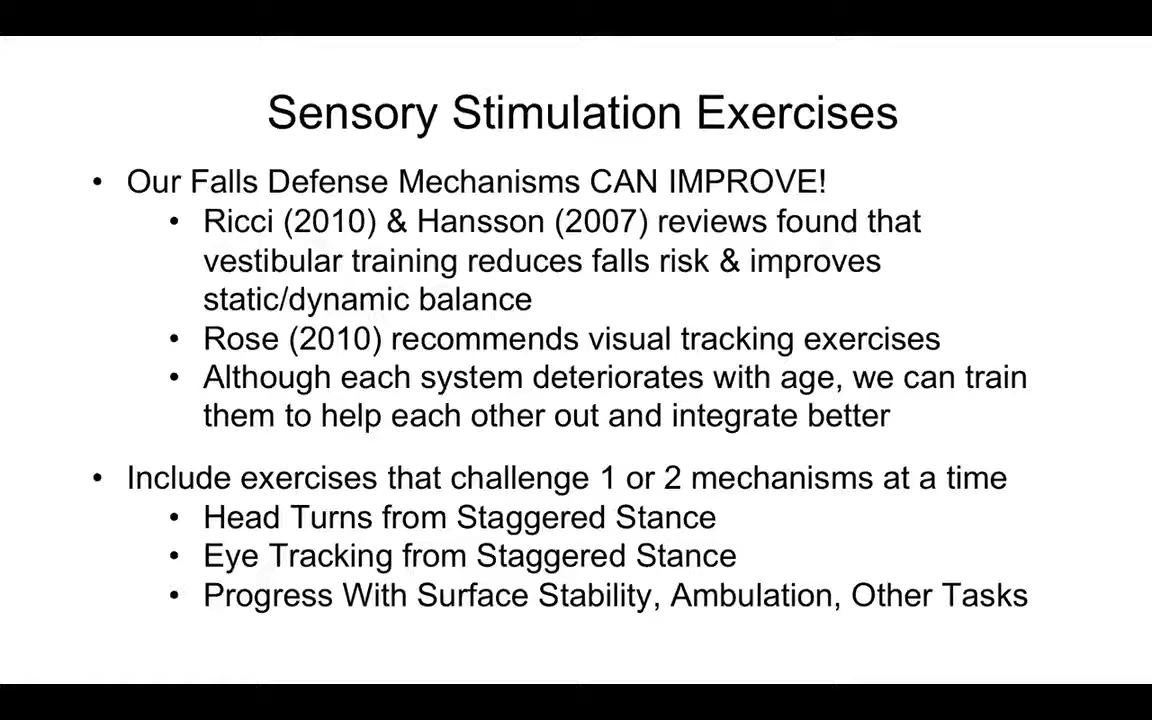 Sensory Stimulation Exercises
• Our Falls Defense Mechanisms CAN IMPROVE!
• Ricci (2010) & Hansson (2007) reviews found that
vestibular training reduces falls risk & improves
static/dynamic balance
• Rose (2010) recommends visual tracking exercises
• Although each system deteriorates with age, we can train
them to help each other out and integrate better
• Include exercises that challenge 1 or 2 mechanisms at a time
• Head Turns from Staggered Stance
• Eye Tracking from Staggered Stance
• Progress With Surface Stability, Ambulation, Other Tasks